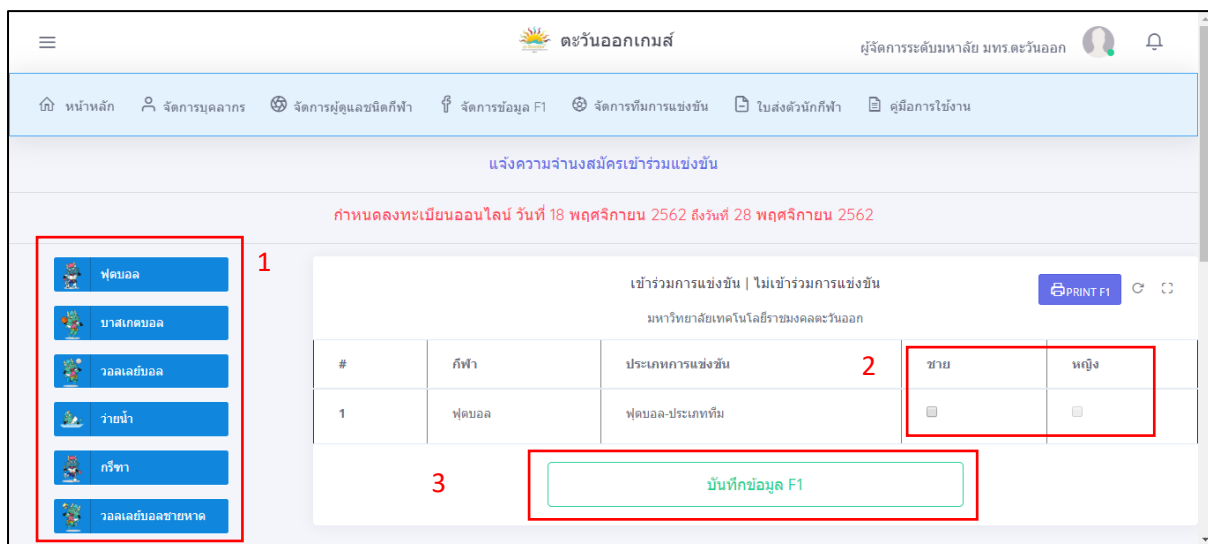 ตะวันออกเกมส์
ผู้จัดการระดับมหาลัย มทร.ตะวันออก
หน้าหลัก จัดการบุคลากร จัดการผู้ดูแลชนิดกีฬา จัดการข้อมูล F1 จัดการทีมการแข่งขัน ใบส่งตัวนักกีฬา คู่มือการใช้งาน
แจ้งความจำนงสมัครเข้าร่วมแข่งขัน
กำหนดลงทะเบียนออนไลน์ วันที่ 18 พฤศจิกายน 2562 ถึงวันที่ 28 พฤศจิกายน 2562
1
ฟุตบอล
บาสเกตบอล
วอลเลย์บอล
ว่ายน้ำ
กรีฑา
วอลเลย์บอลชายหาด
เข้าร่วมการแข่งขัน | ไม่เข้าร่วมการแข่งขัน
PRINT F1
มหาวิทยาลัยเทคโนโลยีราชมงคลตะวันออก
# กีฬา ประเภทการแข่งขัน 2 ชาย หญิง
1 ฟุตบอล ฟุตบอล-ประเภททีม
3 บันทึกข้อมูล F1